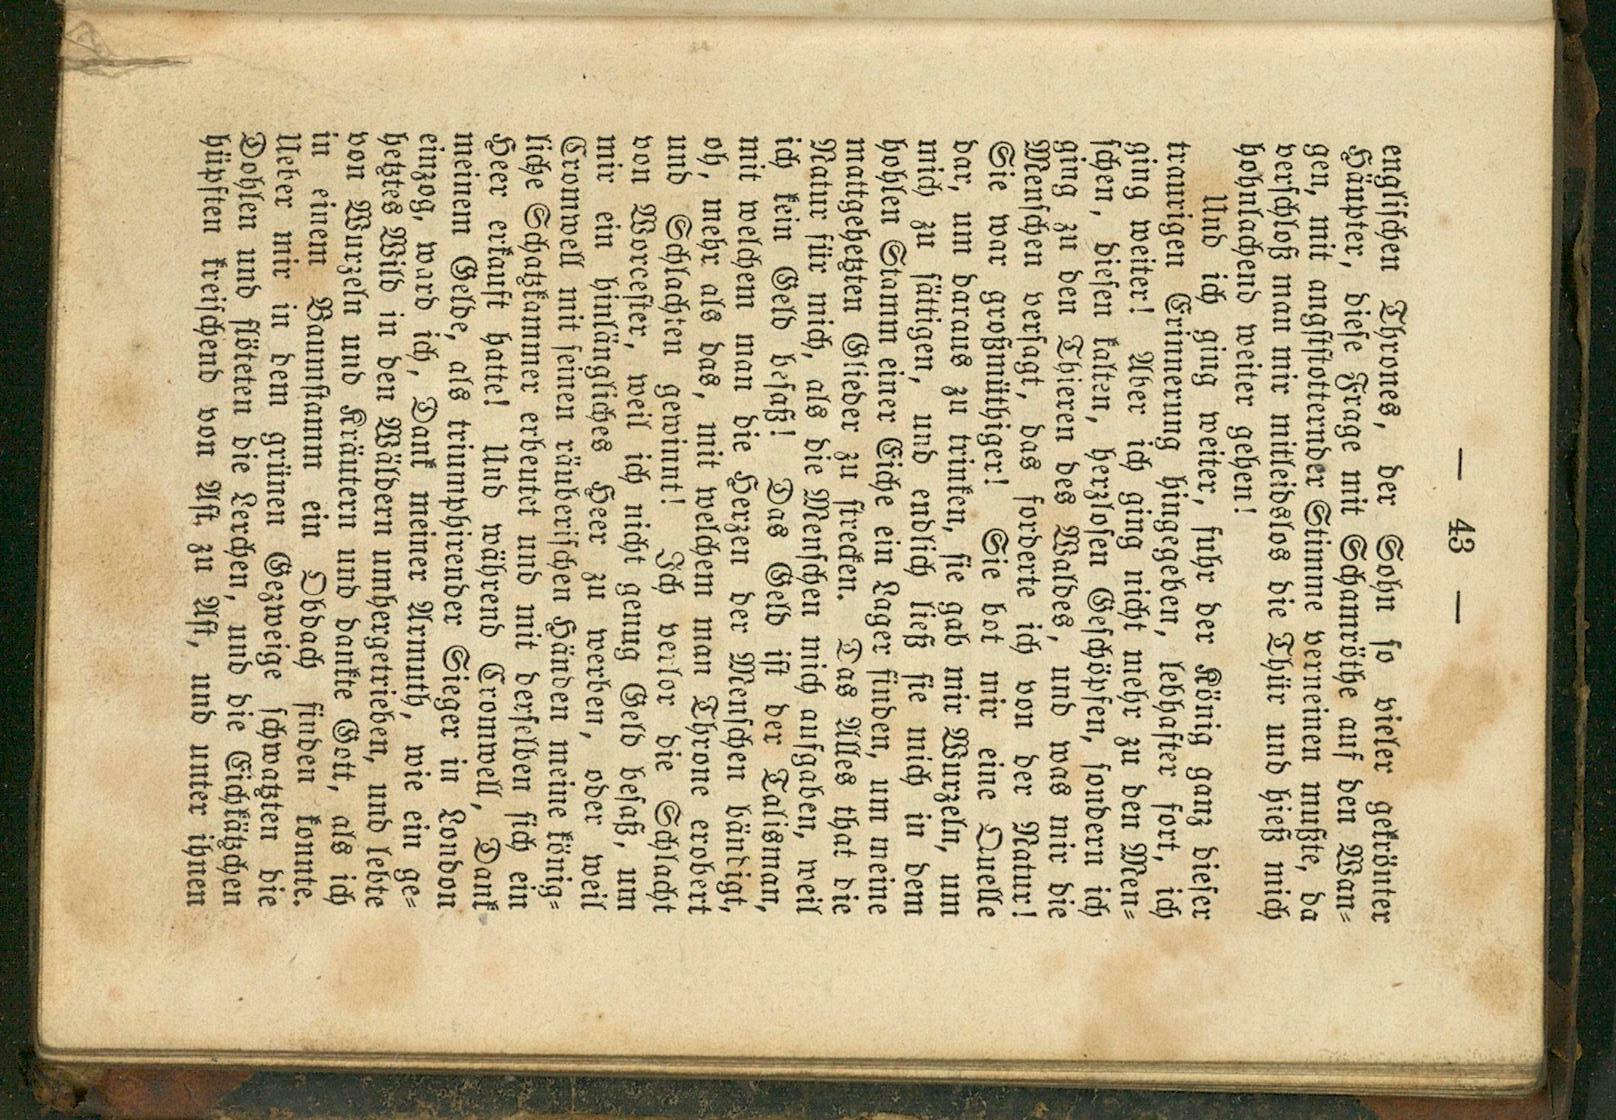 — 43 —
englischen Thrones, der Sohn so vieler gekrönter
Häupter, diese Frage mit Schamröthe auf den Wan-
gen, mit angststotternder Stimme verneinen mußte, da
verschloß man mir mitleidslos die Thür und hieß mich
hohnlachend weiter gehen!
Und ich ging weiter, fuhr der König ganz dieser
traurigen Erinnerung hingegeben, lebhafter fort, ich
ging weiter! Aber ich ging nicht mehr zu den Men-
schen, diesen kalten, herzlosen Geschöpfen, sondern ich
ging zu den Thieren des Waldes, und was mir die
Menschen versagt, das forderte ich von der Natur!
Sie war großmüthiger! Sie bot mir eine Quelle
dar, um daraus zu trinken, sie gab mir Wurzeln, um
mich zu sättigen, und endlich ließ sie mich in dem
hohlen Stamm einer Eiche ein Lager finden, um meine
mattgehetzten Glieder zu strecken. Das Alles that die
Natur für mich, als die Menschen mich aufgaben, weil
ich kein Geld besaß! Das Geld ist der Talisman,
mit welchem man die Herzen der Menschen bändigt,
oh, mehr als das, mit welchem man Throne erobert
und Schlachten gewinnt! Ich verlor die Schlacht
von Worcester, weil ich nicht genug Geld besaß, um
mir ein hinlängliches Heer zu werben, oder weil
Cromwell mit seinen räuberischen Händen meine könig-
liche Schatzkammer erbeutet und mit derselben sich ein
Heer erkauft hatte! Und während Cromwell, Dank
meinem Gelde, als triumphirender Sieger in London
einzog, ward ich, Dank meiner Armuth, wie ein ge-
hetztes Wild in den Wäldern umhergetrieben, und lebte
von Wurzeln und Kräutern und dankte Gott, als ich
in einem Baumstamm ein Obdach finden konnte.
Ueber mir in dem grünen Gezweige schwatzten die
Dohlen und flöteten die Lerchen, und die Eichkätzchen
hüpften kreischend von Ast zu Ast, und unter ihnen